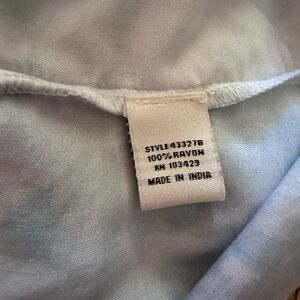 STYLE43327B
100% RAYON
RN 103429
MADE IN INDIA